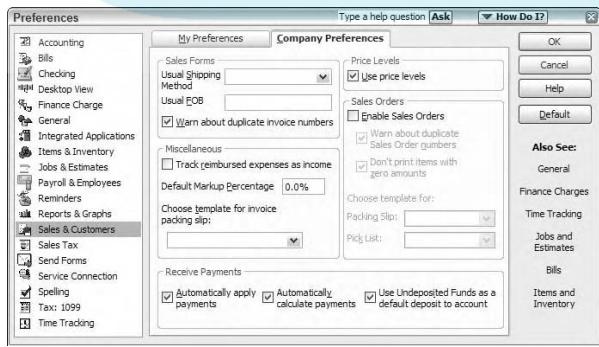 Preferences
Type a help question Ask
How Do I?
Accounting
Bills
Checking
Desktop View
Finance Charge
General
Integrated Applications
Items & Inventory
Jobs & Estimates
Payroll & Employees
Reminders
Reports & Graphs
Sales & Customers
Sales Tax
Send Forms
Service Connection
Spelling
Tax: 1099
Time Tracking
My Preferences
Company Preferences
Sales Forms
Usual Shipping
Method
Usual FOB
Warn about duplicate invoice numbers
Miscellaneous
Track reimbursed expenses as income
Default Markup Percentage 0.0%
Choose template for invoice
packing slip:
Price Levels
Use price levels
Sales Orders
Enable Sales Orders
Warn about duplicate
Sales Order numbers
Don't print items with
zero amounts
Choose template for:
Packing Slip:
Pick List:
Receive Payments
Automatically apply
payments
Automatically
calculate payments
Use Undeposited Funds as a
default deposit to account
OK
Cancel
Help
Default
Also See:
General
Finance Charges
Time Tracking
Jobs and
Estimates
Bills
Items and
Inventory